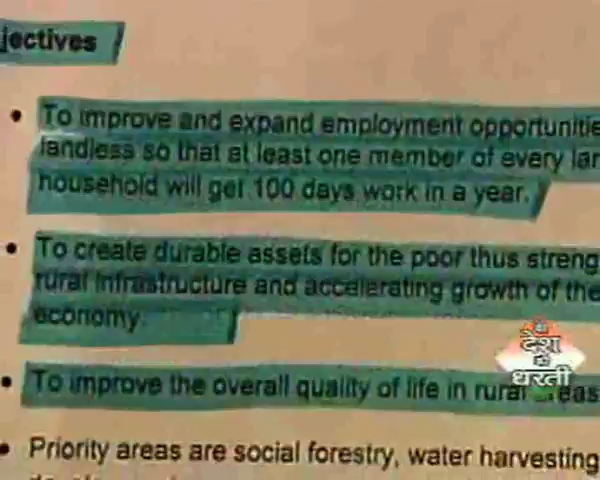 jectives
• To improve and expand employment opportunitie
landless so that at least one member of every lar
household will get 100 days work in a year.
• To create durable assets for the poor thus streng
rural infrastructure and accelerating growth of the
economy.
• To improve the overall quality of life in rural areas
• Priority areas are social forestry, water harvesting
देश
की
धरती